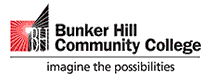 Bunker Hill
Community College
imagine the possibilities